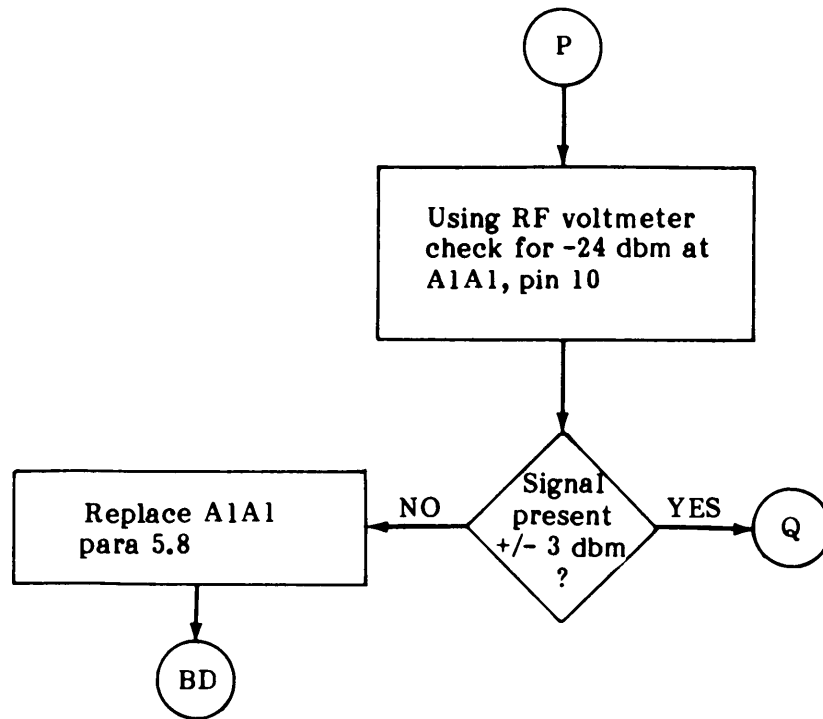 P
Using RF voltmeter
check for -24 dbm at
A1A1, pin 10
Signal
present
+/- 3 dbm
?
NO
YES
Replace A1A1
para 5.8
Q
BD